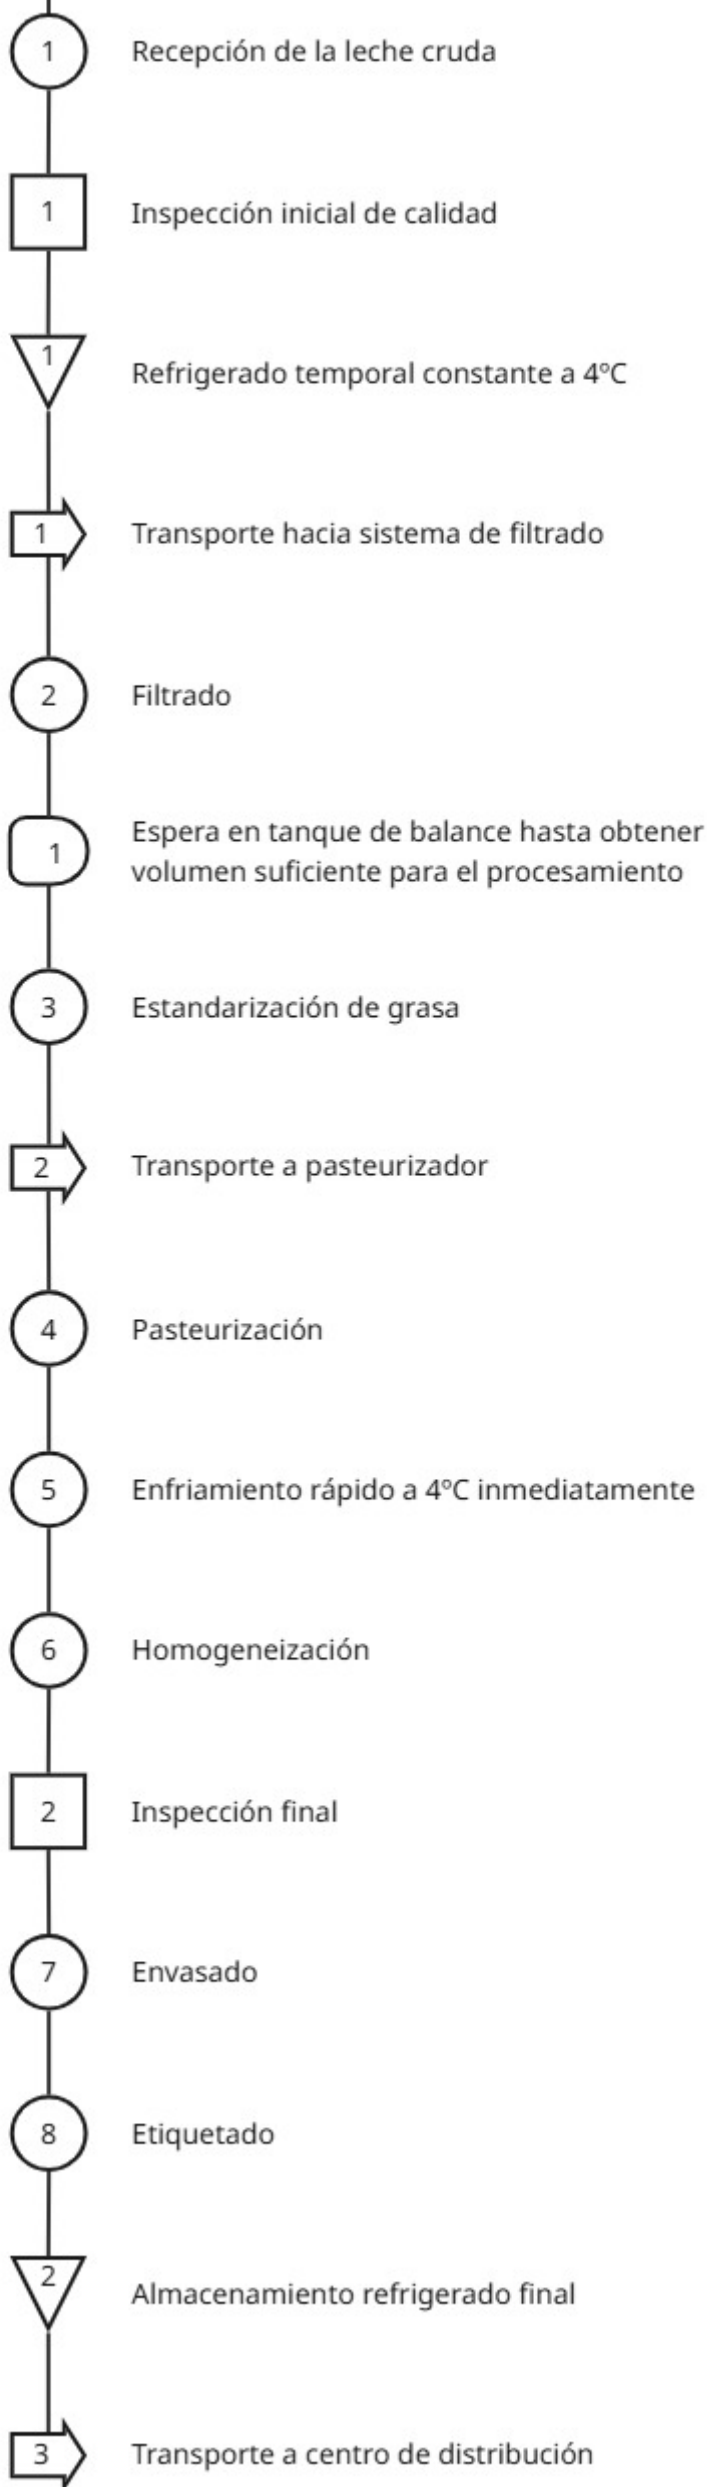 1 Recepción de la leche cruda
1 Inspección inicial de calidad
1 Refrigerado temporal constante a 4ºC
1 Transporte hacia sistema de filtrado
2 Filtrado
1 Espera en tanque de balance hasta obtener
volumen suficiente para el procesamiento
3 Estandarización de grasa
2 Transporte a pasteurizador
4 Pasteurización
5 Enfriamiento rápido a 4ºC inmediatamente
6 Homogeneización
2 Inspección final
7 Envasado
8 Etiquetado
2 Almacenamiento refrigerado final
3 Transporte a centro de distribución